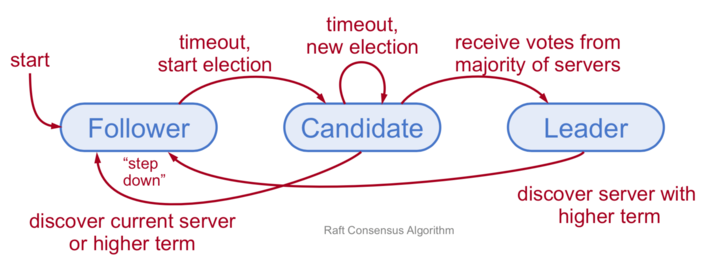 start
timeout,
start election
timeout,
new election
receive votes from
majority of servers
Follower
Candidate
Leader
“step
down”
discover current server
or higher term
discover server with
higher term
Raft Consensus Algorithm